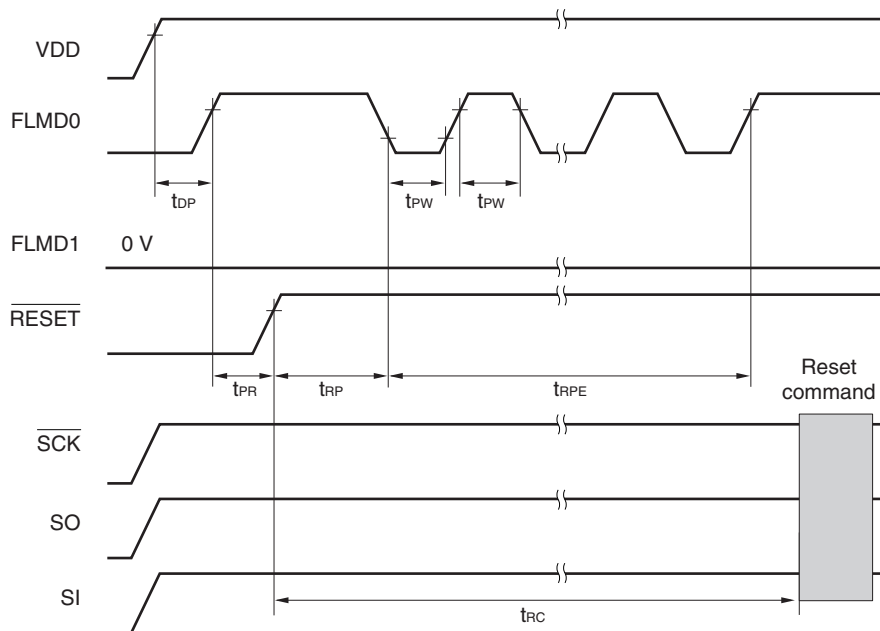 VDD
FLMD0
tDP
tPW
tPW
FLMD1
0 V
RESET
tPR
tRP
tRPE
Reset
command
SCK
SO
SI
tRC